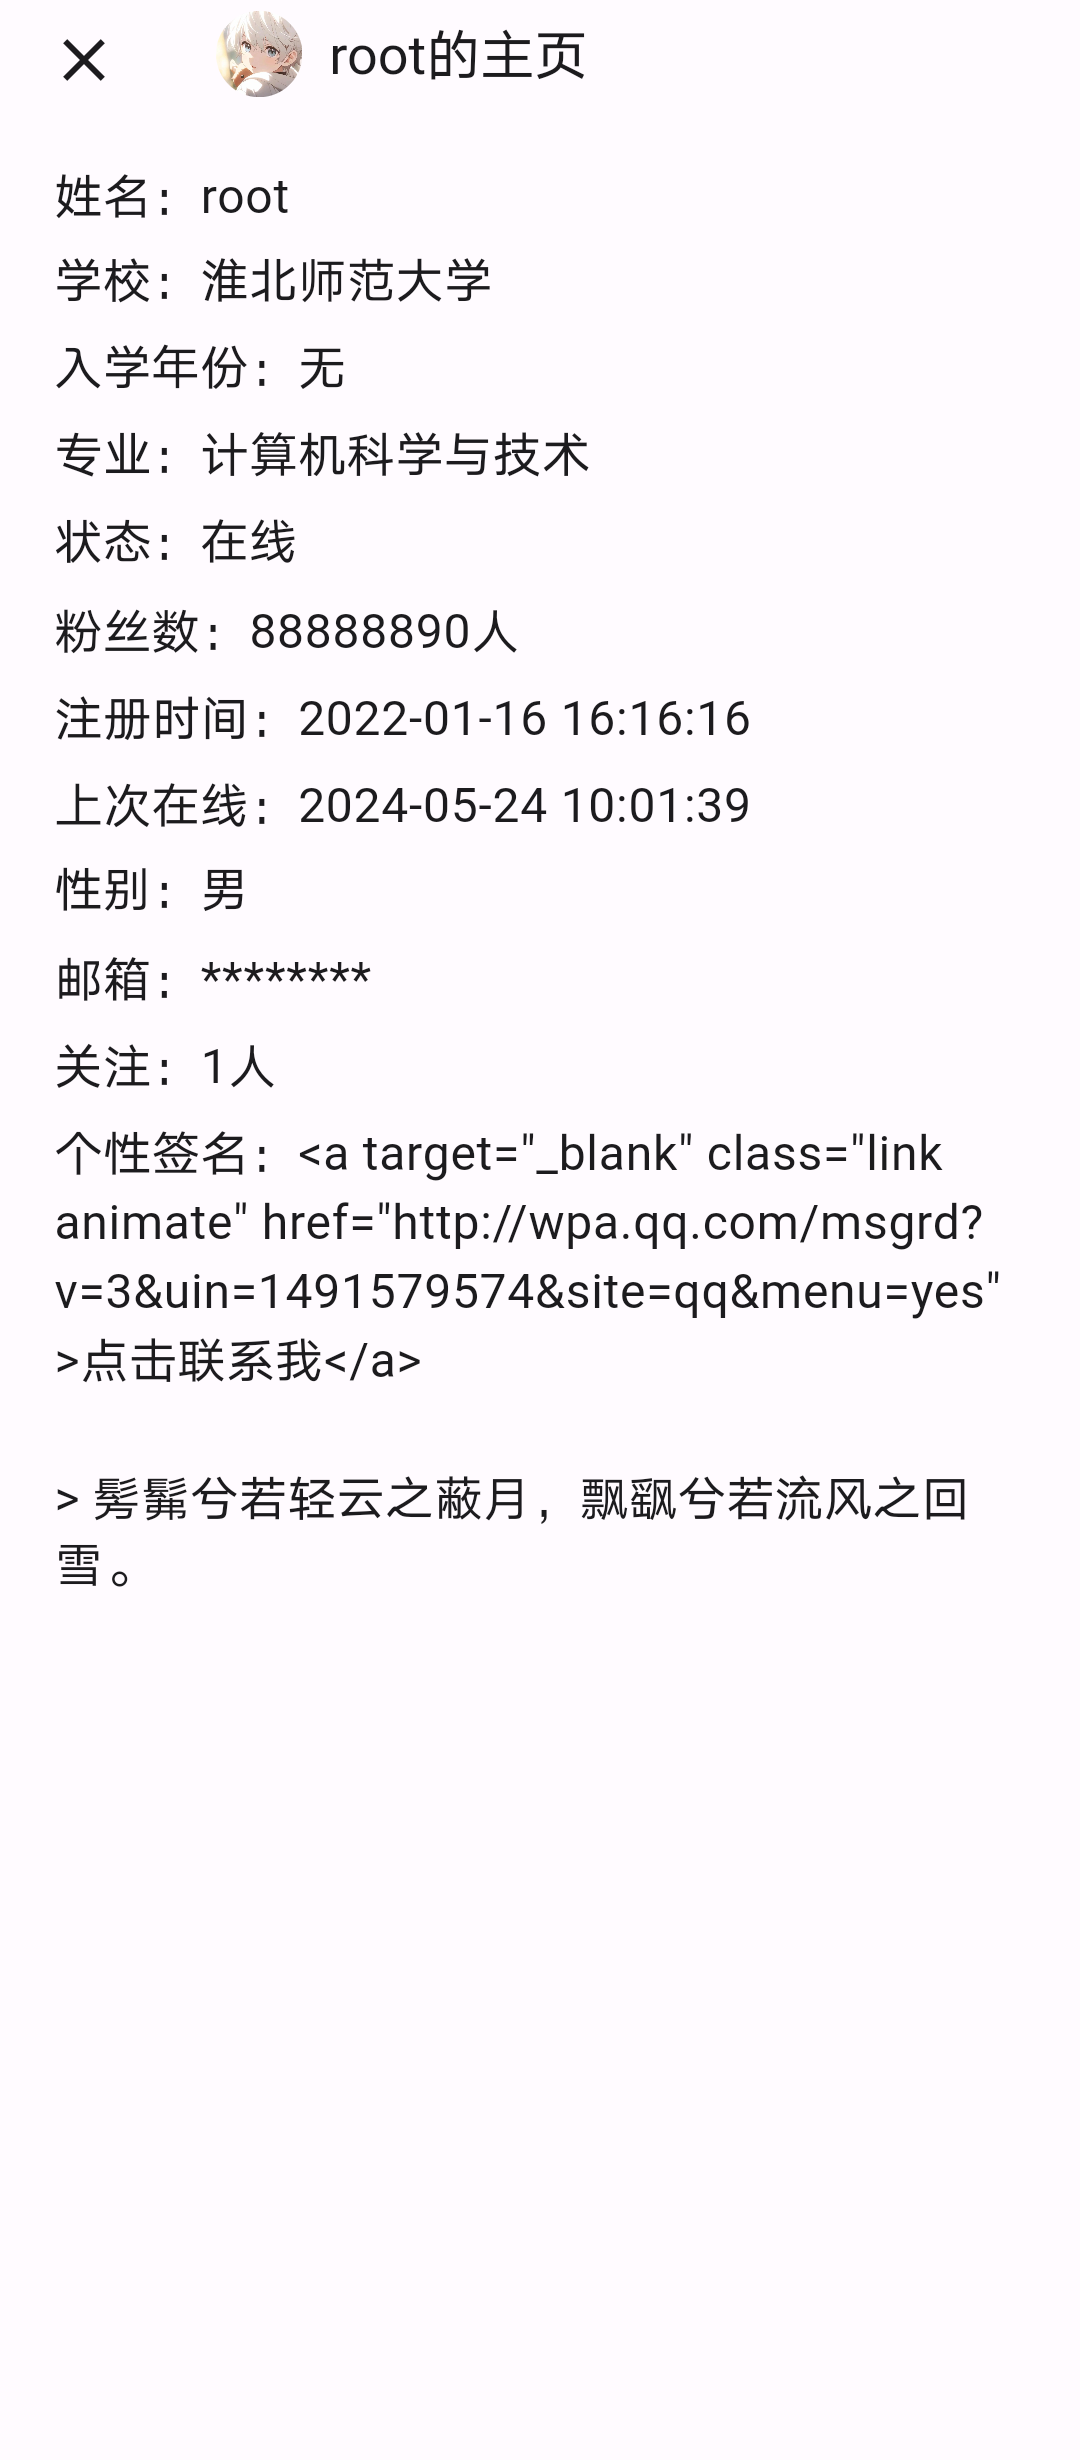 root的主页
姓名：root
学校：淮北师范大学
入学年份：无
专业：计算机科学与技术
状态：在线
粉丝数：88888890人
注册时间：2022-01-16 16:16:16
上次在线：2024-05-24 10:01:39
性别：男
邮箱：********
关注：1人
个性签名：<a target="_blank" class="link
animate" href="http://wpa.qq.com/msgrd?
v=3&uin=1491579574&site=qq&menu=yes"
>点击联系我</a>
> 髣髴兮若轻云之蔽月，飘飖兮若流风之回
雪。